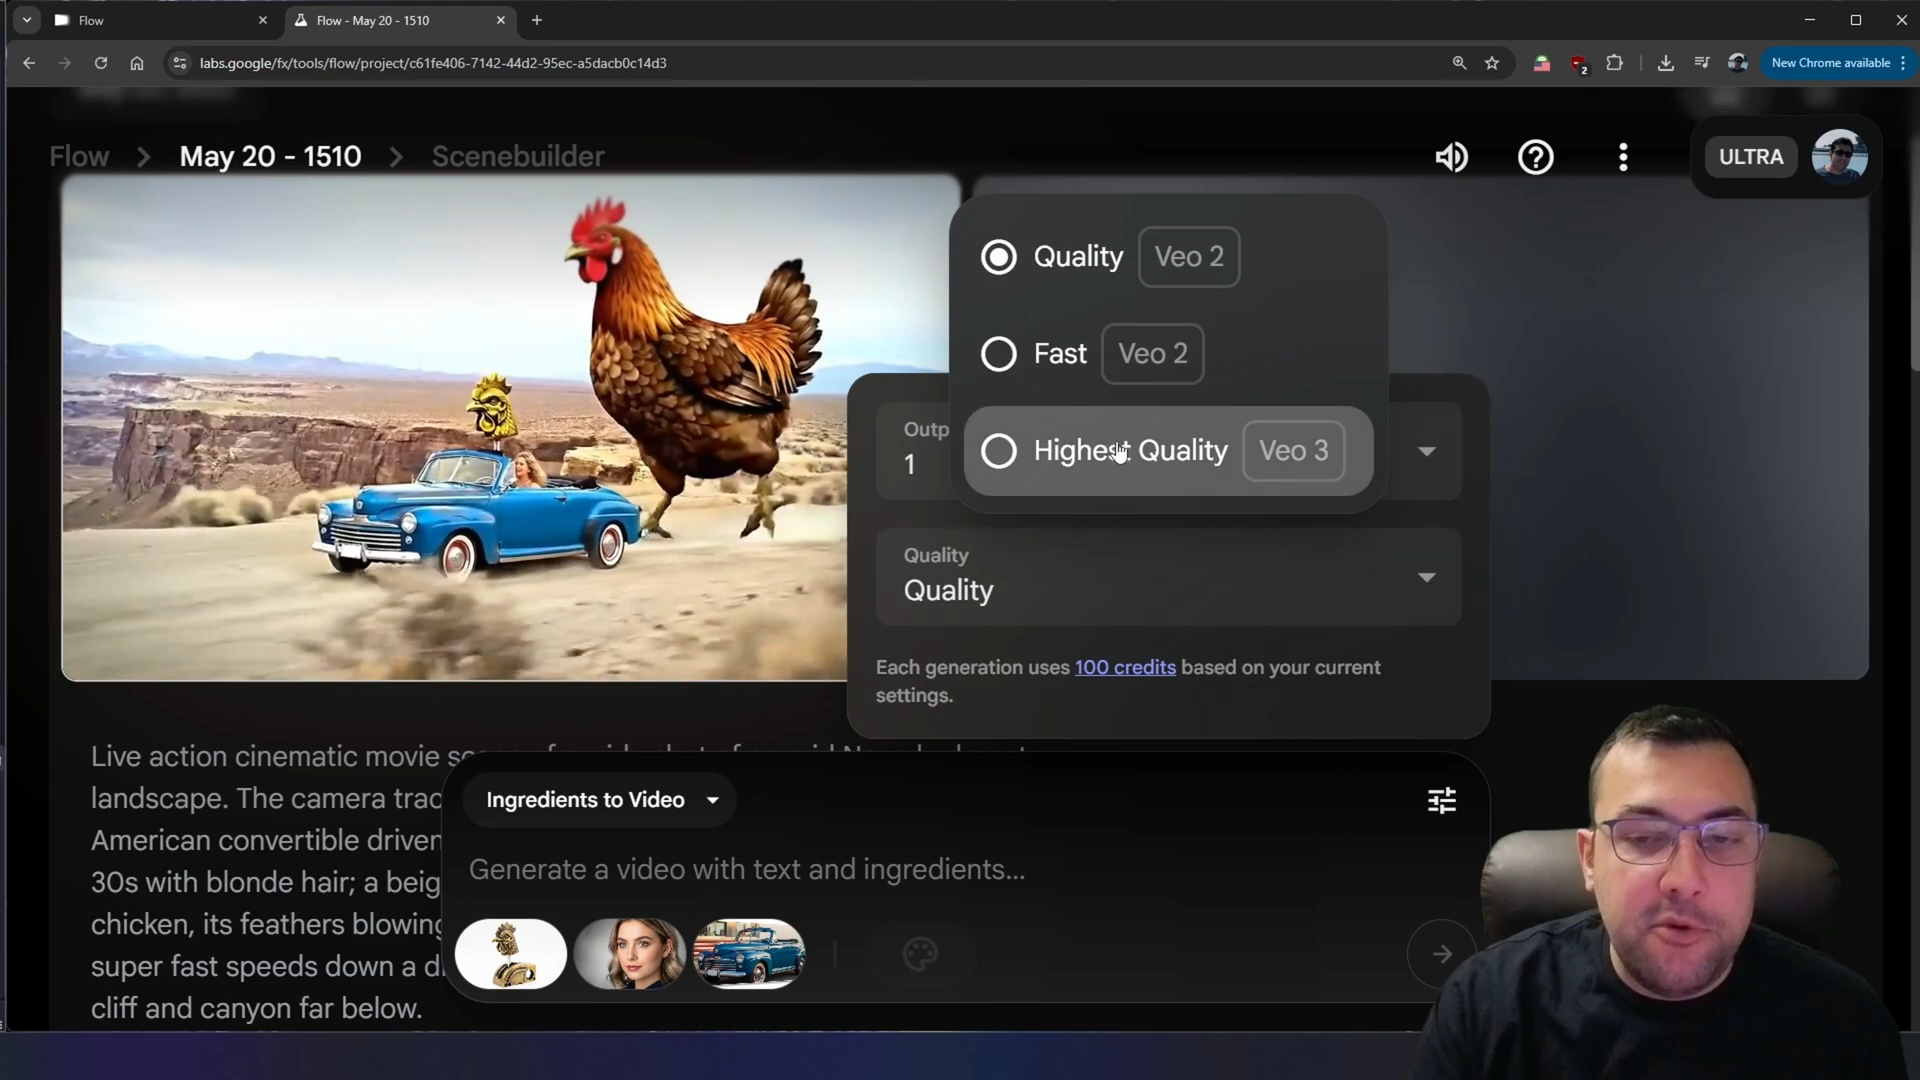 Flow
Flow - May 20 - 1510
labs.google/fx/tools/flow/project/c61fe406-7142-44d2-95ec-a5dacb0c14d3
2
New Chrome available
Flow > May 20 - 1510 > Scenebuilder
ULTRA
Quality Veo 2
Fast Veo 2
Highest Quality Veo 3
Outp
1
Quality
Quality
Each generation uses 100 credits based on your current
settings.
Live action cinematic movie
landscape. The camera
American convertible driven
30s with blonde hair; a
chicken, its feathers blowing
super fast speeds down a
cliff and canyon far below.
Ingredients to Video
Generate a video with text and ingredients...